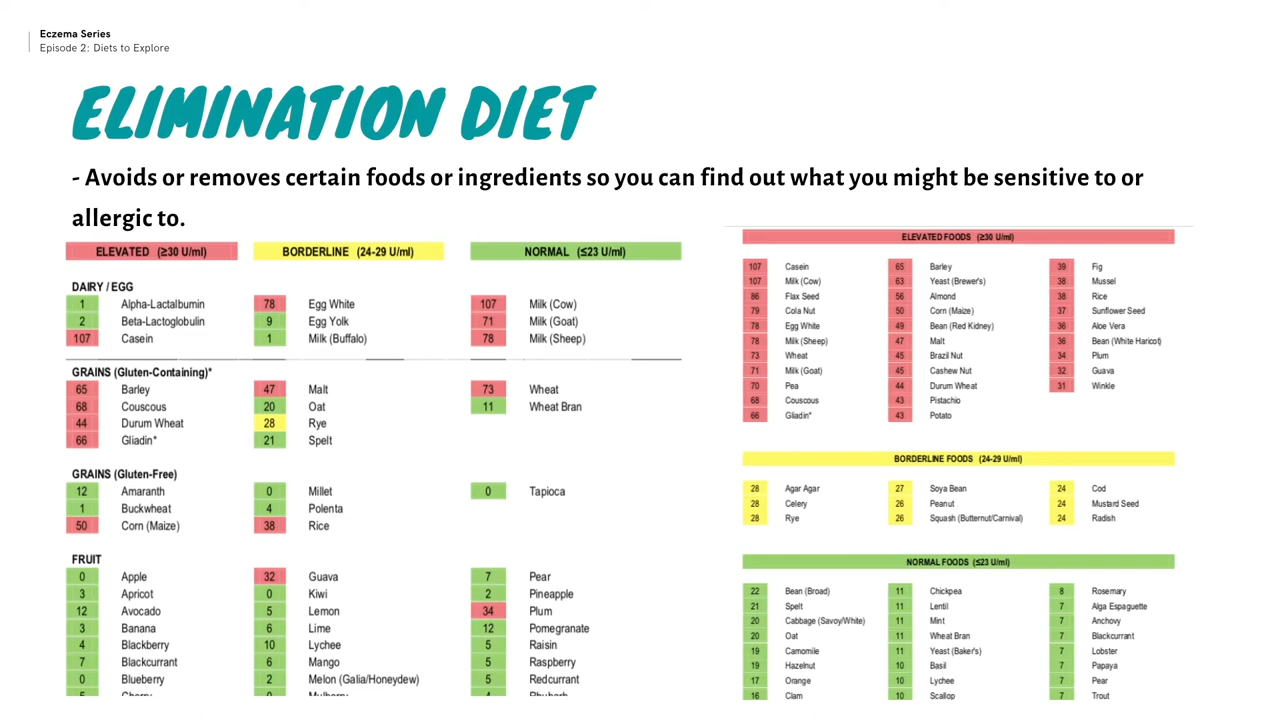 Eczema Series
Episode 2: Diets to Explore
ELIMINATION DIET
- Avoids or removes certain foods or ingredients so you can find out what you might be sensitive to or
allergic to.
ELEVATED (≥30 U/ml) BORDERLINE (24-29 U/ml) NORMAL (≤23 U/ml)
DAIRY / EGG
1 Alpha-Lactalbumin 78 Egg White 107 Milk (Cow)
2 Beta-Lactoglobulin 9 Egg Yolk 71 Milk (Goat)
107 Casein 1 Milk (Buffalo) 78 Milk (Sheep)
GRAINS (Gluten-Containing)*
65 Barley 47 Malt 73 Wheat
68 Couscous 20 Oat 11 Wheat Bran
44 Durum Wheat 28 Rye
66 Gliadin* 21 Spelt
GRAINS (Gluten-Free)
12 Amaranth 0 Millet 0 Tapioca
1 Buckwheat 4 Polenta
50 Corn (Maize) 38 Rice
FRUIT
0 Apple 32 Guava 7 Pear
3 Apricot 0 Kiwi 2 Pineapple
12 Avocado 5 Lemon 34 Plum
3 Banana 6 Lime 12 Pomegranate
4 Blackberry 10 Lychee 5 Raisin
7 Blackcurrant 6 Mango 5 Raspberry
0 Blueberry 2 Melon (Galia/Honeydew) 5 Redcurrant
ELEVATED FOODS (≥30 U/ml)
107 Casein 65 Barley 39 Fig
107 Milk (Cow) 63 Yeast (Brewer's) 38 Mussel
86 Flax Seed 56 Almond 38 Rice
79 Cola Nut 50 Corn (Maize) 37 Sunflower Seed
78 Egg White 49 Bean (Red Kidney) 36 Aloe Vera
78 Milk (Sheep) 47 Malt 36 Bean (White Haricot)
73 Wheat 45 Brazil Nut 34 Plum
71 Milk (Goat) 45 Cashew Nut 32 Guava
70 Pea 44 Durum Wheat 31 Winkle
68 Couscous 43 Pistachio
66 Gliadin* 43 Potato
BORDERLINE FOODS (24-29 U/ml)
28 Agar Agar 27 Soya Bean 24 Cod
28 Celery 26 Peanut 24 Mustard Seed
28 Rye 26 Squash (Butternut/Carnival) 24 Radish
NORMAL FOODS (≤23 U/ml)
22 Bean (Broad) 11 Chickpea 8 Rosemary
21 Spelt 11 Lentil 7 Alga Espaguette
20 Cabbage (Savoy/White) 11 Mint 7 Anchovy
20 Oat 11 Wheat Bran 7 Blackcurrant
19 Camomile 11 Yeast (Baker's) 7 Lobster
19 Hazelnut 10 Basil 7 Papaya
17 Orange 10 Lychee 7 Pear
16 Clam 10 Scallop 7 Trout